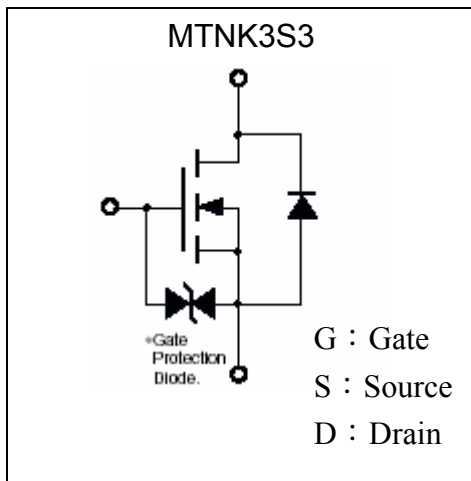 MTNK3S3
*Gate
Protection
Diode.
G：Gate
S：Source
D：Drain